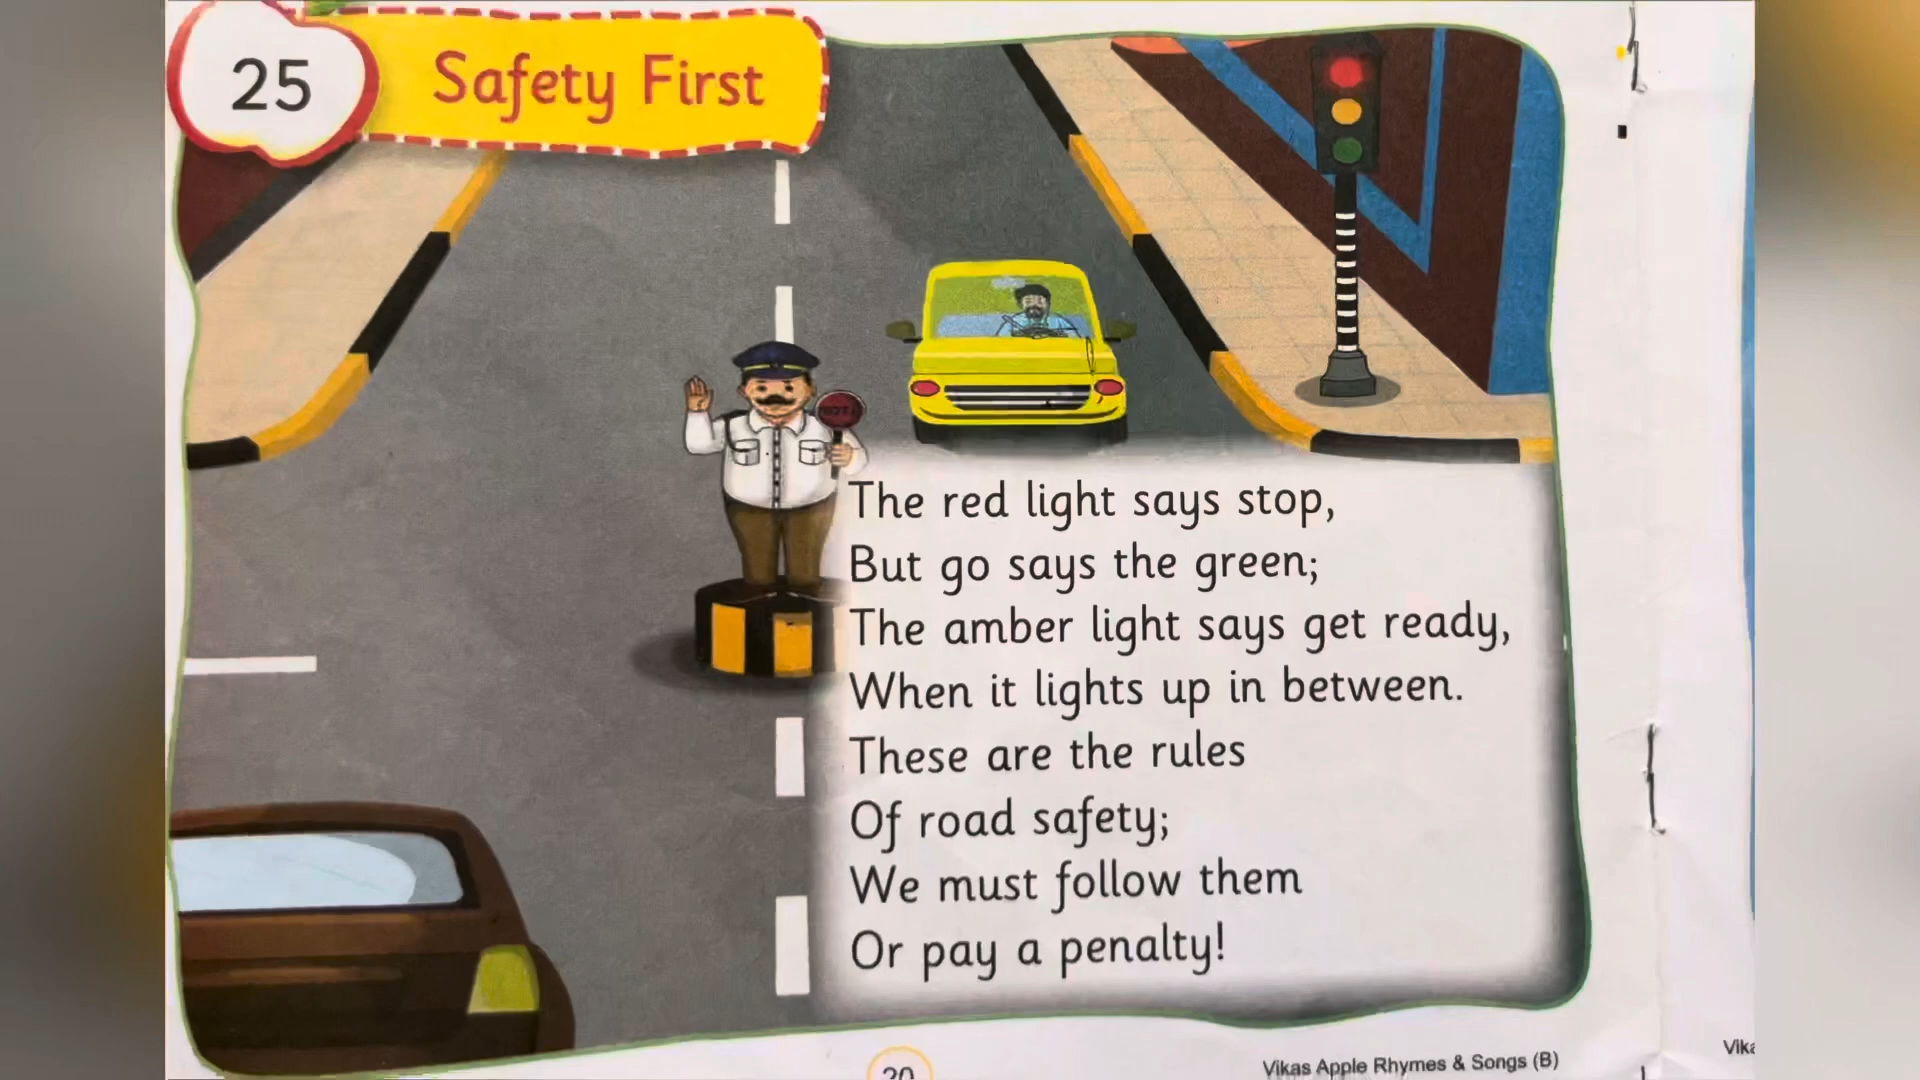 25
Safety First
The red light says stop,
But go says the green;
The amber light says get ready,
When it lights up in between.
These are the rules
Of road safety;
We must follow them
Or pay a penalty!
20
Vikas Apple Rhymes & Songs (B)